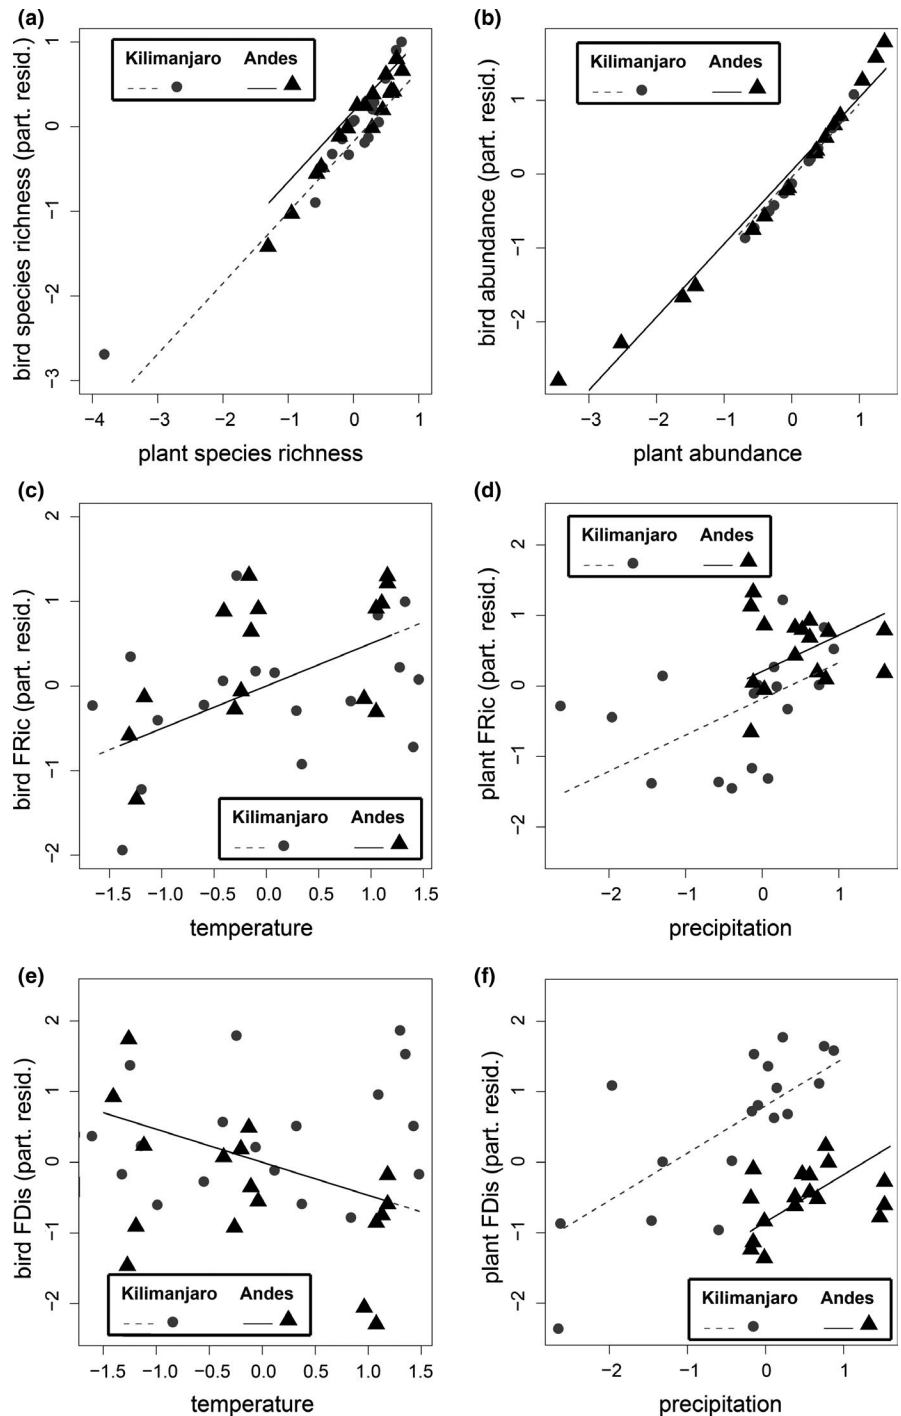 (a)
Kilimanjaro Andes
bird species richness (part. resid.)
1
0
−1
−2
−3
−4 −3 −2 −1 0 1
plant species richness
(b)
Kilimanjaro Andes
bird abundance (part. resid.)
1
0
−1
−2
−3 −2 −1 0 1
plant abundance
(c)
bird FRic (part. resid.)
2
1
0
−1
−2
Kilimanjaro Andes
−1.5 −1.0 −0.5 0.0 0.5 1.0 1.5
temperature
(d)
Kilimanjaro Andes
plant FRic (part. resid.)
2
1
0
−1
−2
−2 −1 0 1
precipitation
(e)
bird FDis (part. resid.)
2
1
0
−1
−2
Kilimanjaro Andes
−1.5 −1.0 −0.5 0.0 0.5 1.0 1.5
temperature
(f)
plant FDis (part. resid.)
2
1
0
−1
−2
Kilimanjaro Andes
−2 −1 0 1
precipitation